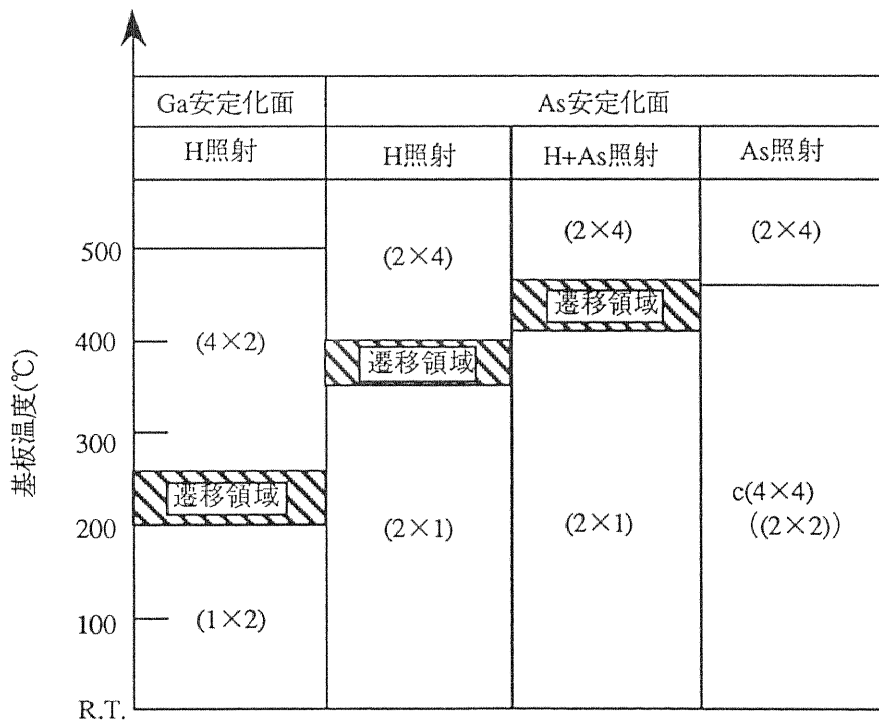 Ga安定化面 As安定化面
H照射 H照射 H+As照射 As照射
500 (2×4) (2×4) (2×4)
遷移領域
400 (4×2) 遷移領域
基板温度(℃)
300
遷移領域 c(4×4)
200 (2×1) (2×1) ((2×2))
100 (1×2)
R.T.